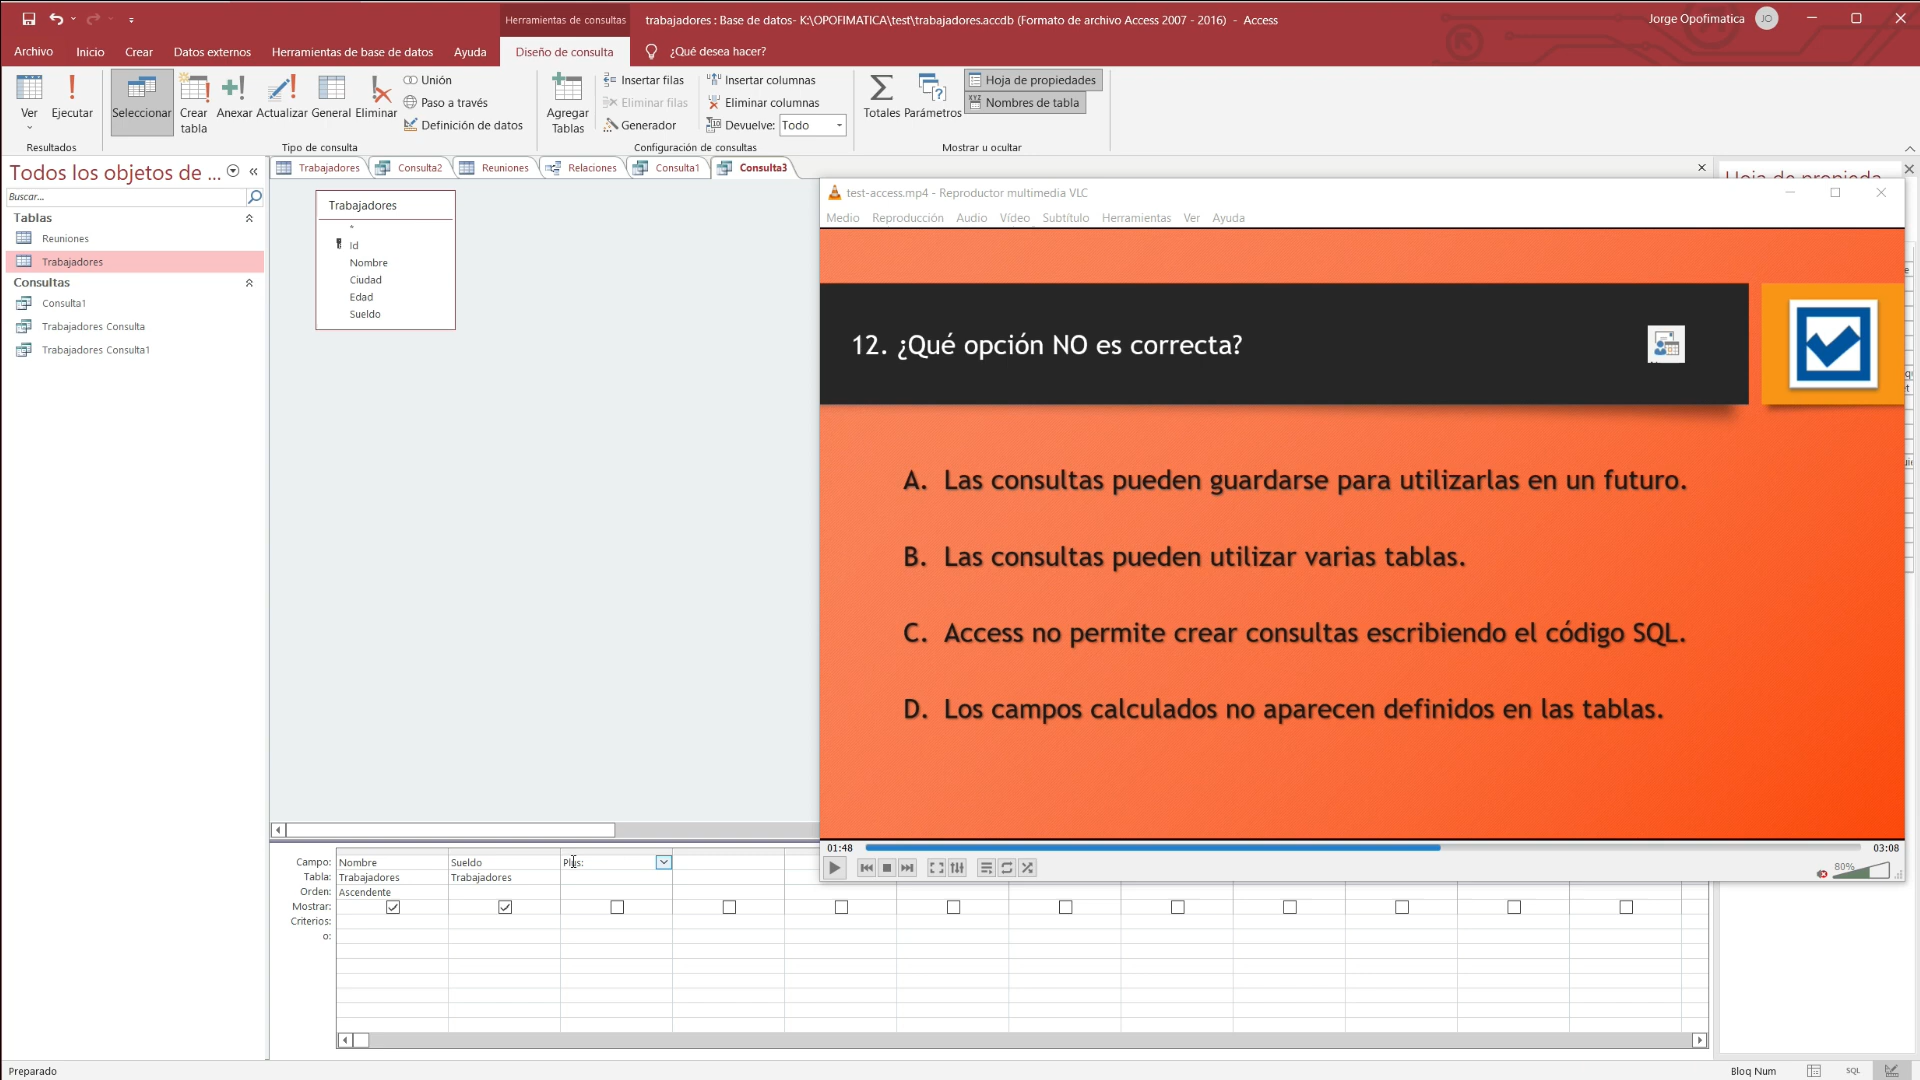 Herramientas de consultas
trabajadores : Base de datos- K:\OPOFIMATICA\test\trabajadores.accdb (Formato de archivo Access 2007 - 2016) - Access
Jorge Opofimatica
JO
Archivo Inicio Crear Datos externos Herramientas de base de datos Ayuda Diseño de consulta ¿Qué desea hacer?
Ver
Ejecutar
Seleccionar
Crear tabla
Anexar
Actualizar
General
Eliminar
Unión
Paso a través
Definición de datos
Agregar Tablas
Insertar filas
Eliminar filas
Generador
Insertar columnas
Eliminar columnas
Devuelve: Todo
Totales
Parámetros
Hoja de propiedades
Nombres de tabla
Resultados
Tipo de consulta
Configuración de consultas
Mostrar u ocultar
Todos los objetos de ...
Buscar...
Tablas
Reuniones
Trabajadores
Consultas
Consulta1
Trabajadores Consulta
Trabajadores Consulta1
Trabajadores Consulta2 Reuniones Relaciones Consulta1 Consulta3
Trabajadores
*
Id
Nombre
Ciudad
Edad
Sueldo
test-access.mp4 - Reproductor multimedia VLC
Medio Reproducción Audio Vídeo Subtítulo Herramientas Ver Ayuda
12. ¿Qué opción NO es correcta?
A. Las consultas pueden guardarse para utilizarlas en un futuro.
B. Las consultas pueden utilizar varias tablas.
C. Access no permite crear consultas escribiendo el código SQL.
D. Los campos calculados no aparecen definidos en las tablas.
01:48
03:08
80%
Campo: Nombre Sueldo Plus:
Tabla: Trabajadores Trabajadores
Orden: Ascendente
Mostrar:
Criterios:
o:
Preparado
Bloq Num
SQL